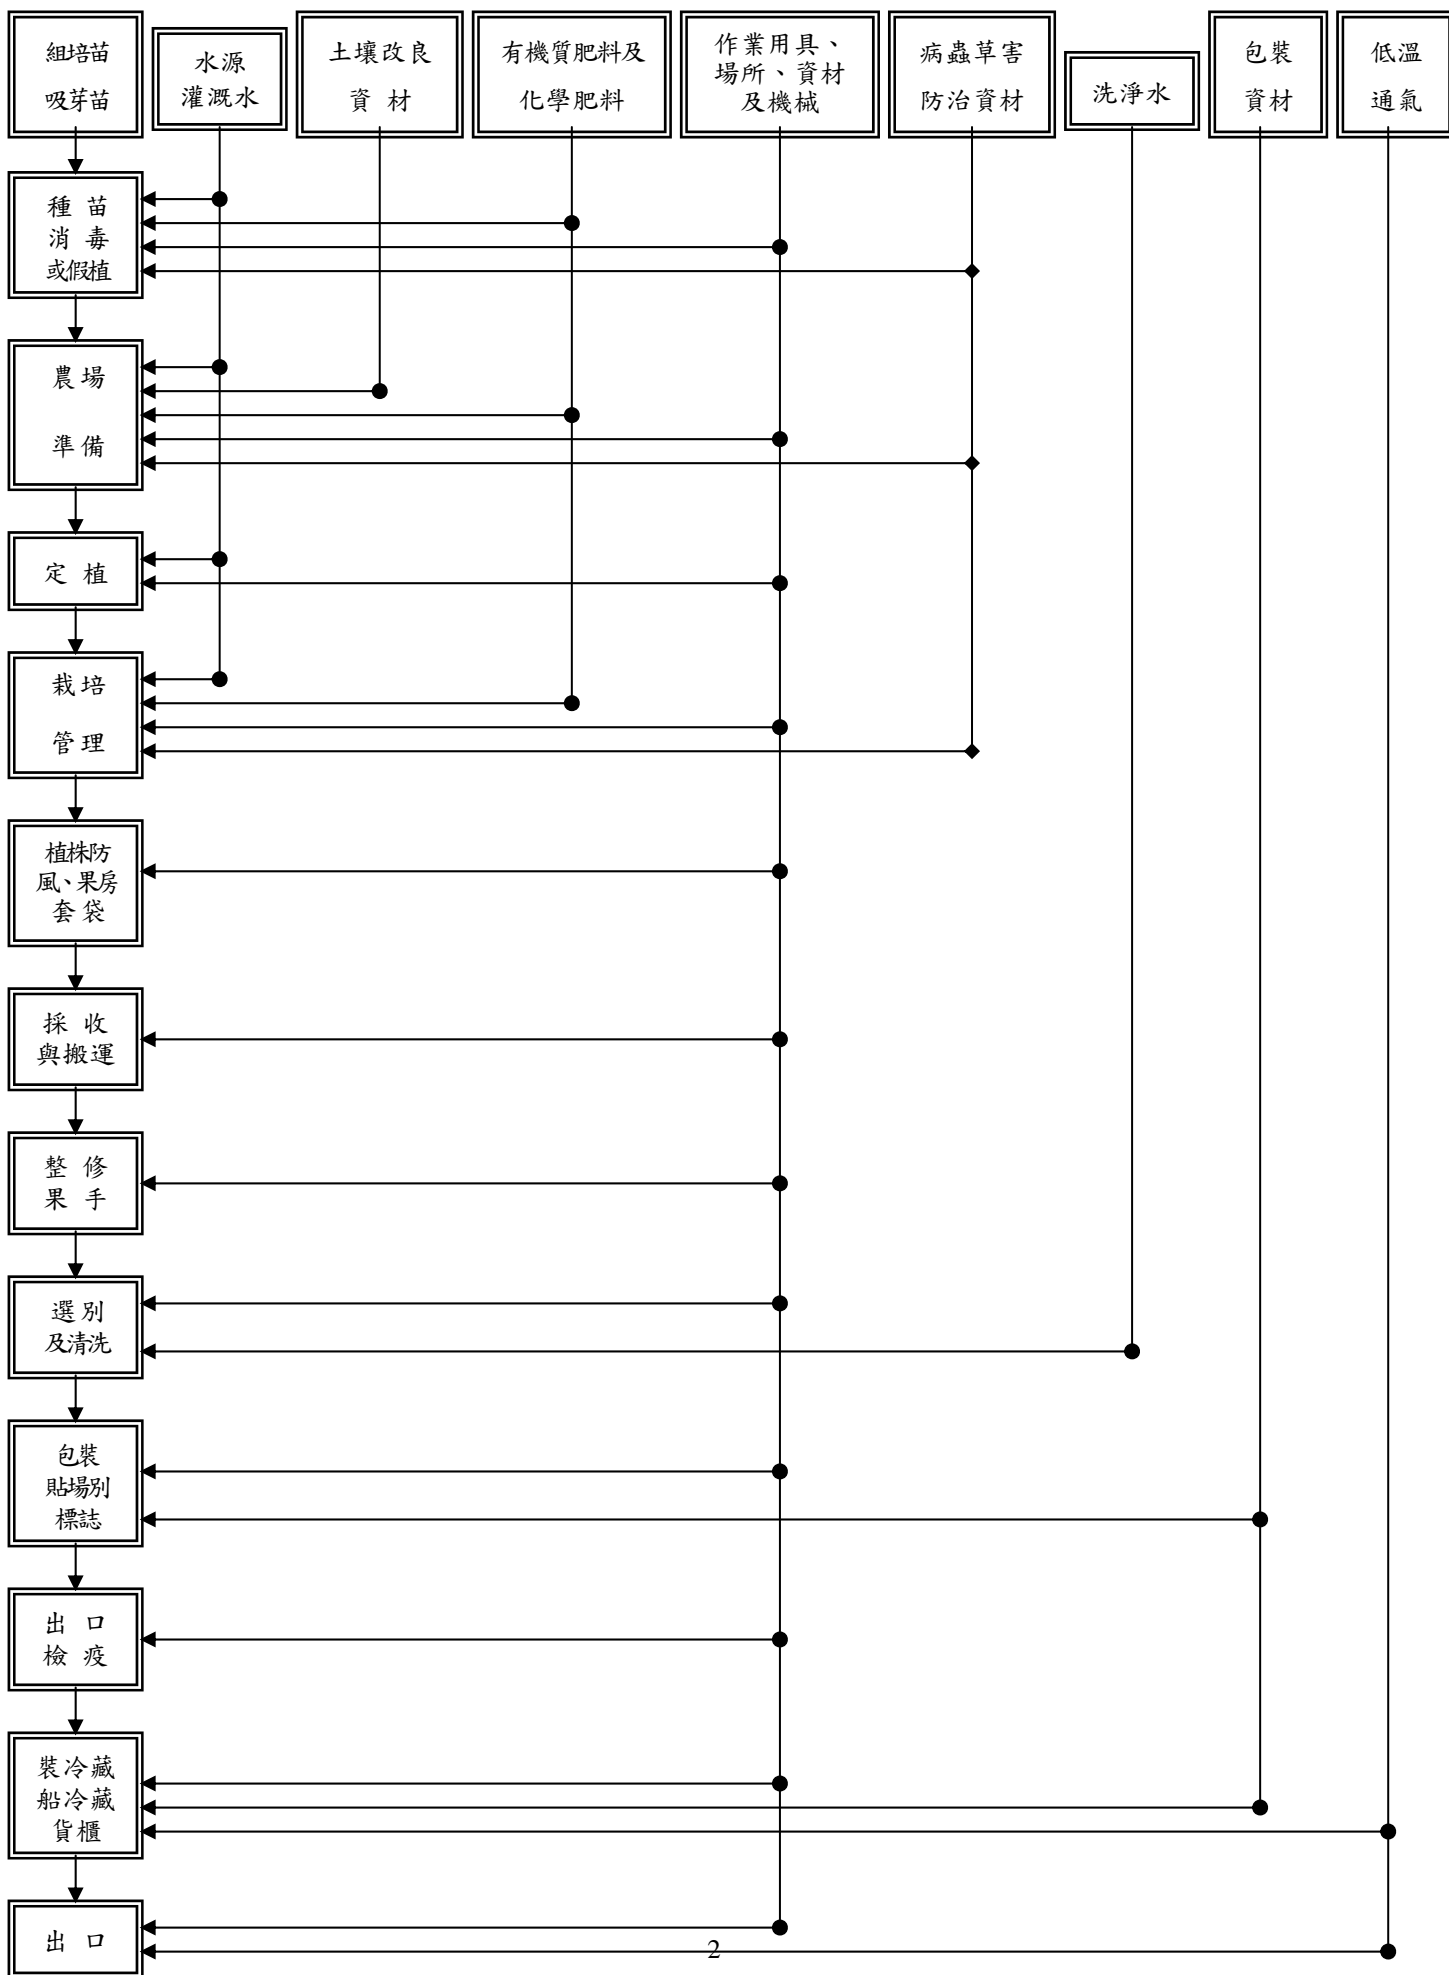 組培苗
吸芽苗
水源
灌溉水
土壤改良
資 材
有機質肥料及
化學肥料
作業用具、
場所、資材
及機械
病蟲草害
防治資材
洗淨水
包裝
資材
低溫
通氣
種 苗
消 毒
或假植
農場
準備
定 植
栽培
管理
植株防
風、果房
套袋
採 收
與搬運
整 修
果 手
選別
及清洗
包裝
貼場別
標誌
出 口
檢 疫
裝冷藏
船冷藏
貨櫃
出 口
2